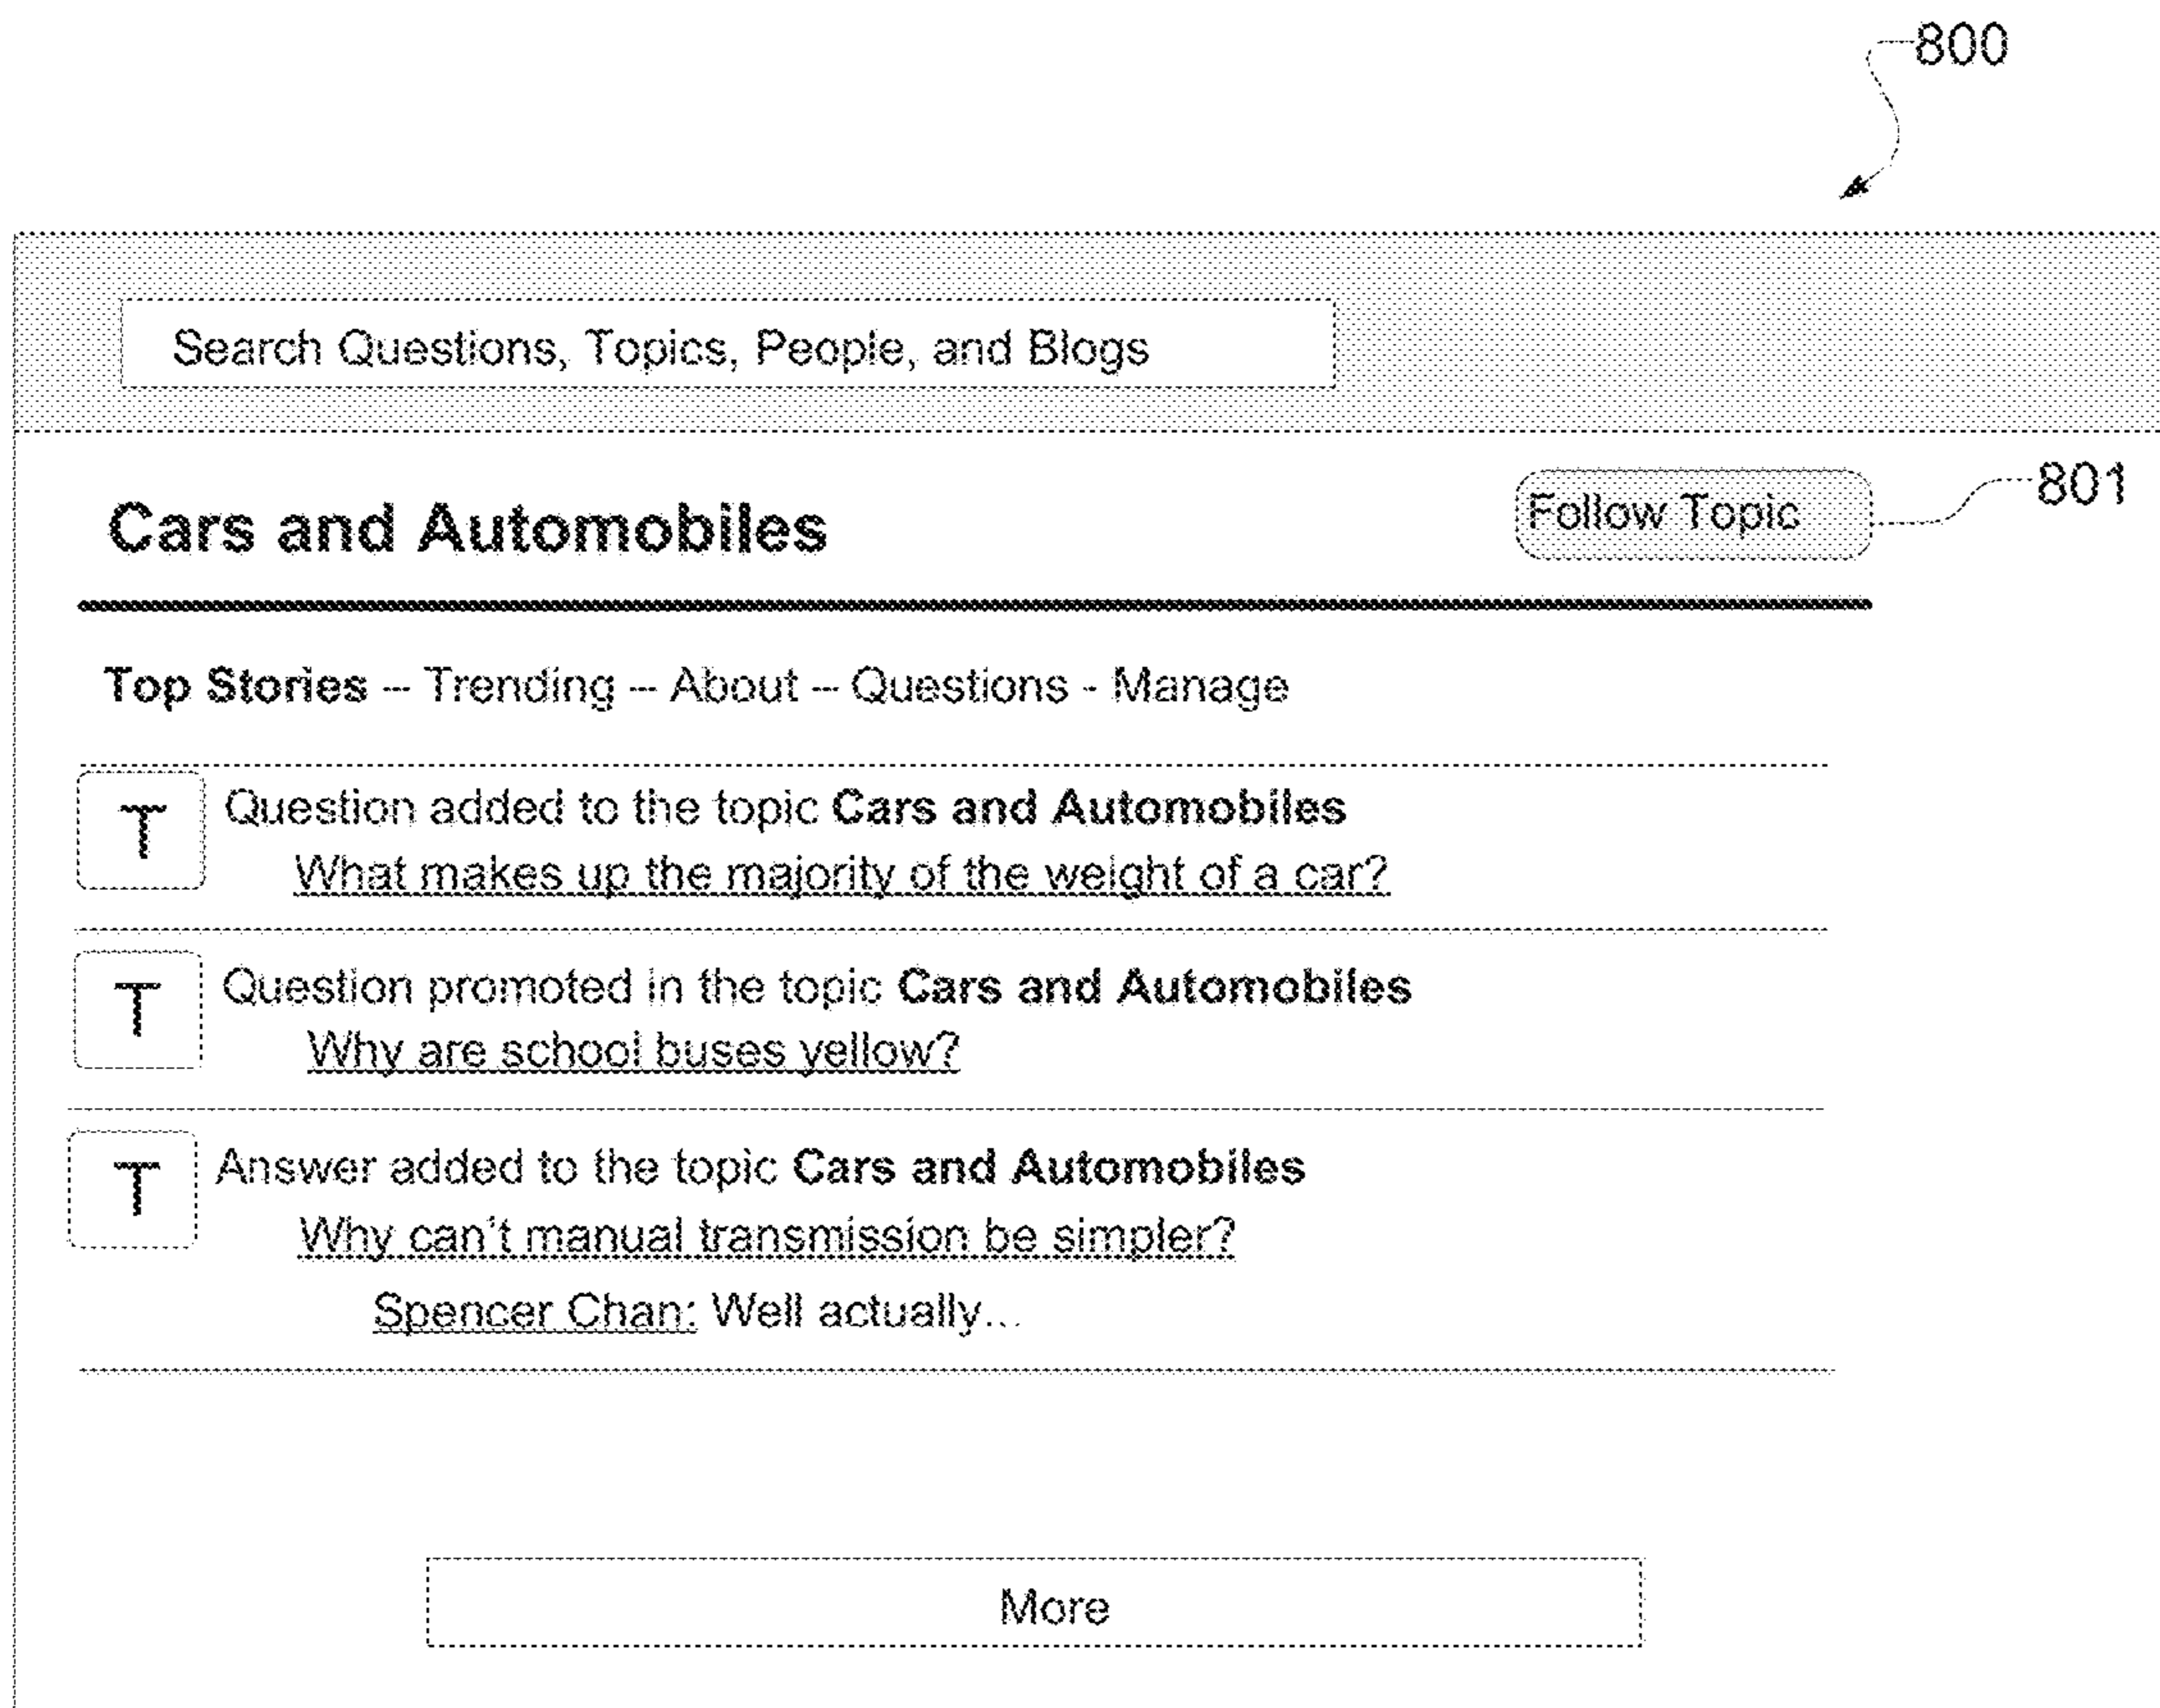 800
Search Questions, Topics, People, and Blogs
Cars and Automobiles
Follow Topic
801
Top Stories -- Trending -- About -- Questions - Manage
T
Question added to the topic Cars and Automobiles
What makes up the majority of the weight of a car?
T
Question promoted in the topic Cars and Automobiles
Why are school buses yellow?
T
Answer added to the topic Cars and Automobiles
Why can't manual transmission be simpler?
Spencer Chan: Well actually...
More